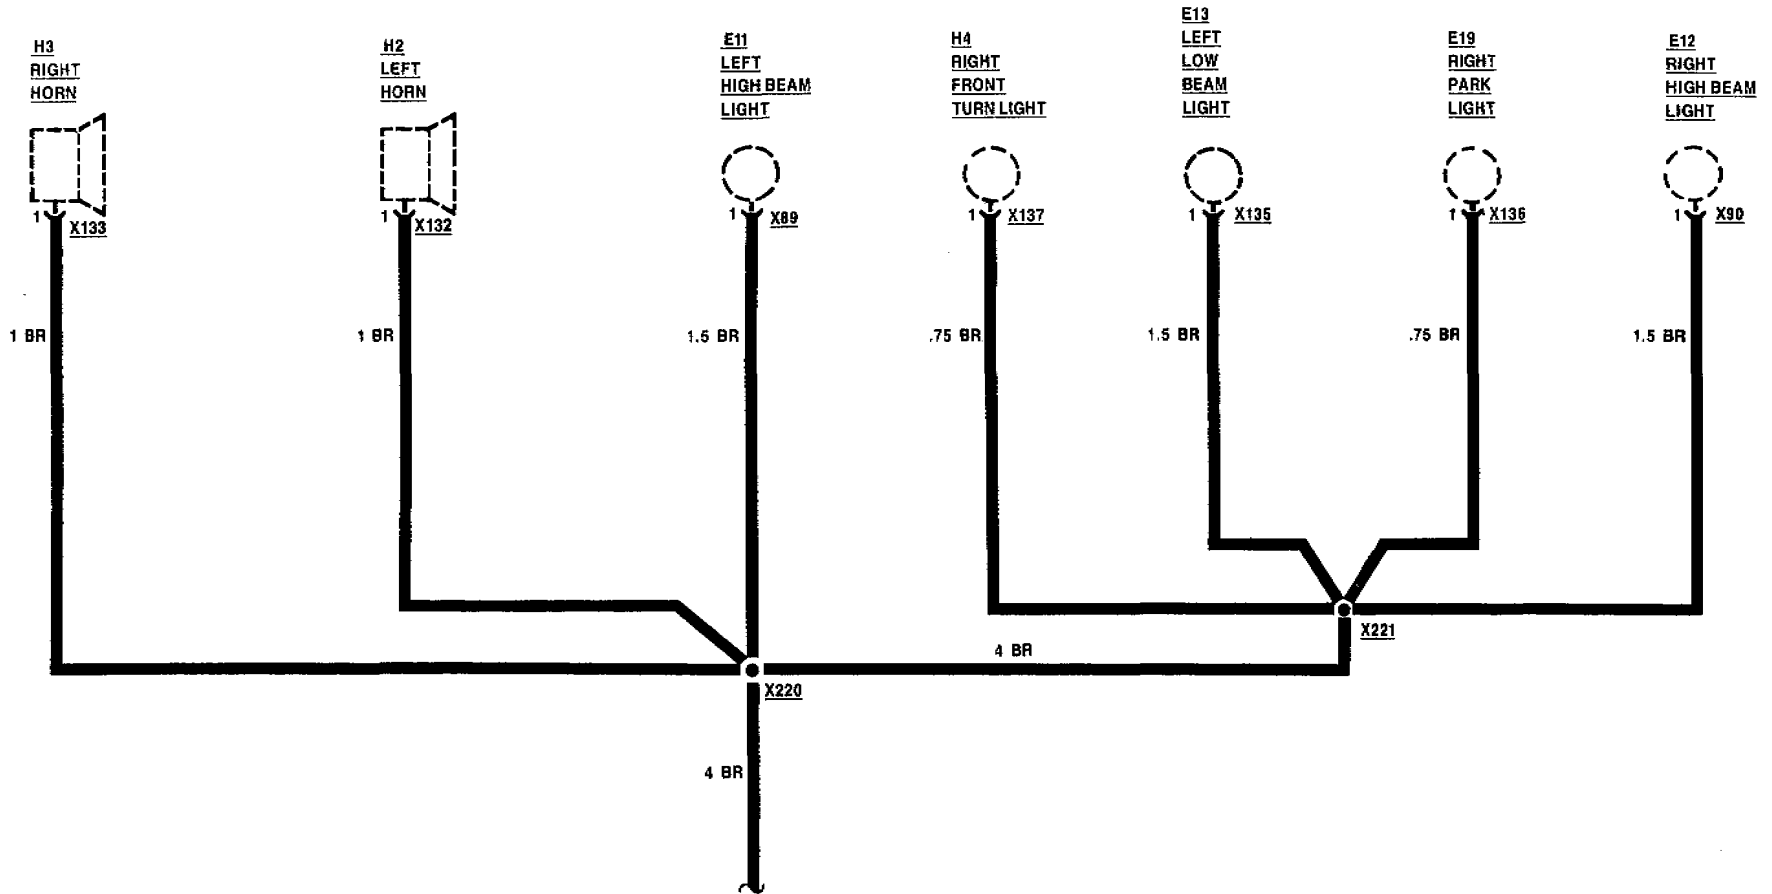 H3
RIGHT
HORN
H2
LEFT
HORN
E11
LEFT
HIGH BEAM
LIGHT
H4
RIGHT
FRONT
TURN LIGHT
E13
LEFT
LOW
BEAM
LIGHT
E19
RIGHT
PARK
LIGHT
E12
RIGHT
HIGH BEAM
LIGHT
1 X133
1 X132
1 X89
1 X137
1 X135
1 X136
1 X90
1 BR
1 BR
1.5 BR
.75 BR
1.5 BR
.75 BR
1.5 BR
X221
4 BR
X220
4 BR